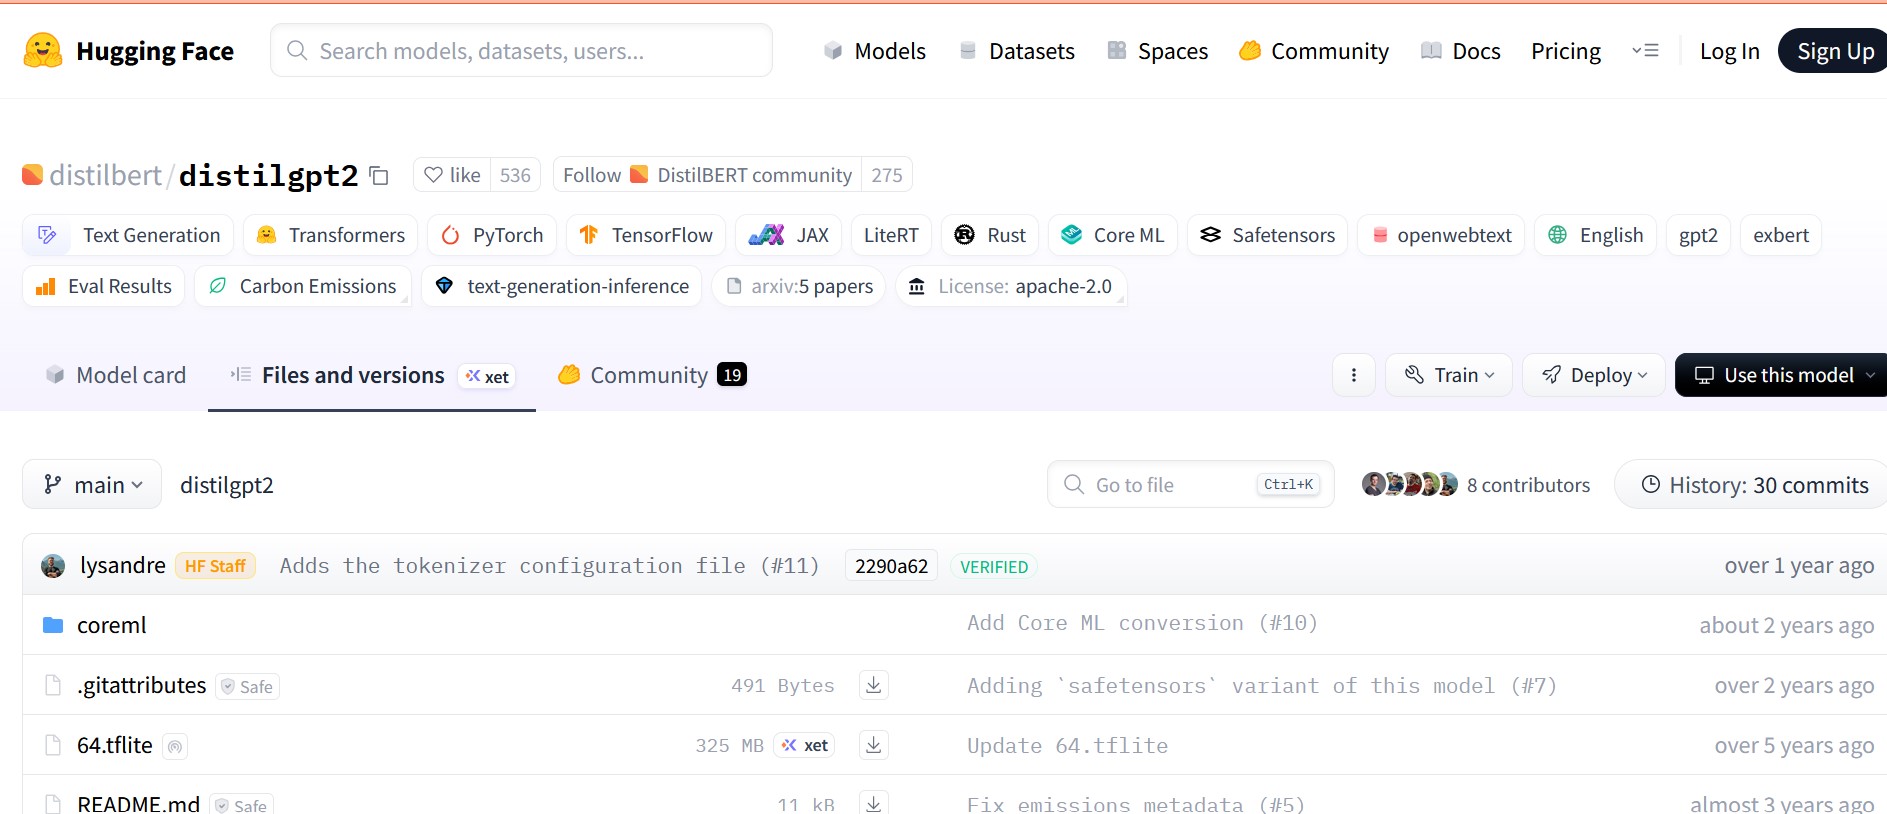 Hugging Face Search models, datasets, users... Models Datasets Spaces Community Docs Pricing Log In Sign Up
distilbert/distilgpt2 like 536 Follow DistilBERT community 275
Text Generation Transformers PyTorch TensorFlow JAX LiteRT Rust Core ML Safetensors openwebtext English gpt2 exbert
Eval Results Carbon Emissions text-generation-inference arxiv:5 papers License: apache-2.0
Model card Files and versions xet Community 19 Train Deploy Use this model
main distilgpt2 Go to file Ctrl+K 8 contributors History: 30 commits
lysandre HF Staff Adds the tokenizer configuration file (#11) 2290a62 VERIFIED over 1 year ago
coreml Add Core ML conversion (#10) about 2 years ago
.gitattributes Safe 491 Bytes Adding `safetensors` variant of this model (#7) over 2 years ago
64.tflite 325 MB xet Update 64.tflite over 5 years ago
README.md Safe 11 kB Fix emissions metadata (#5) almost 3 years ago